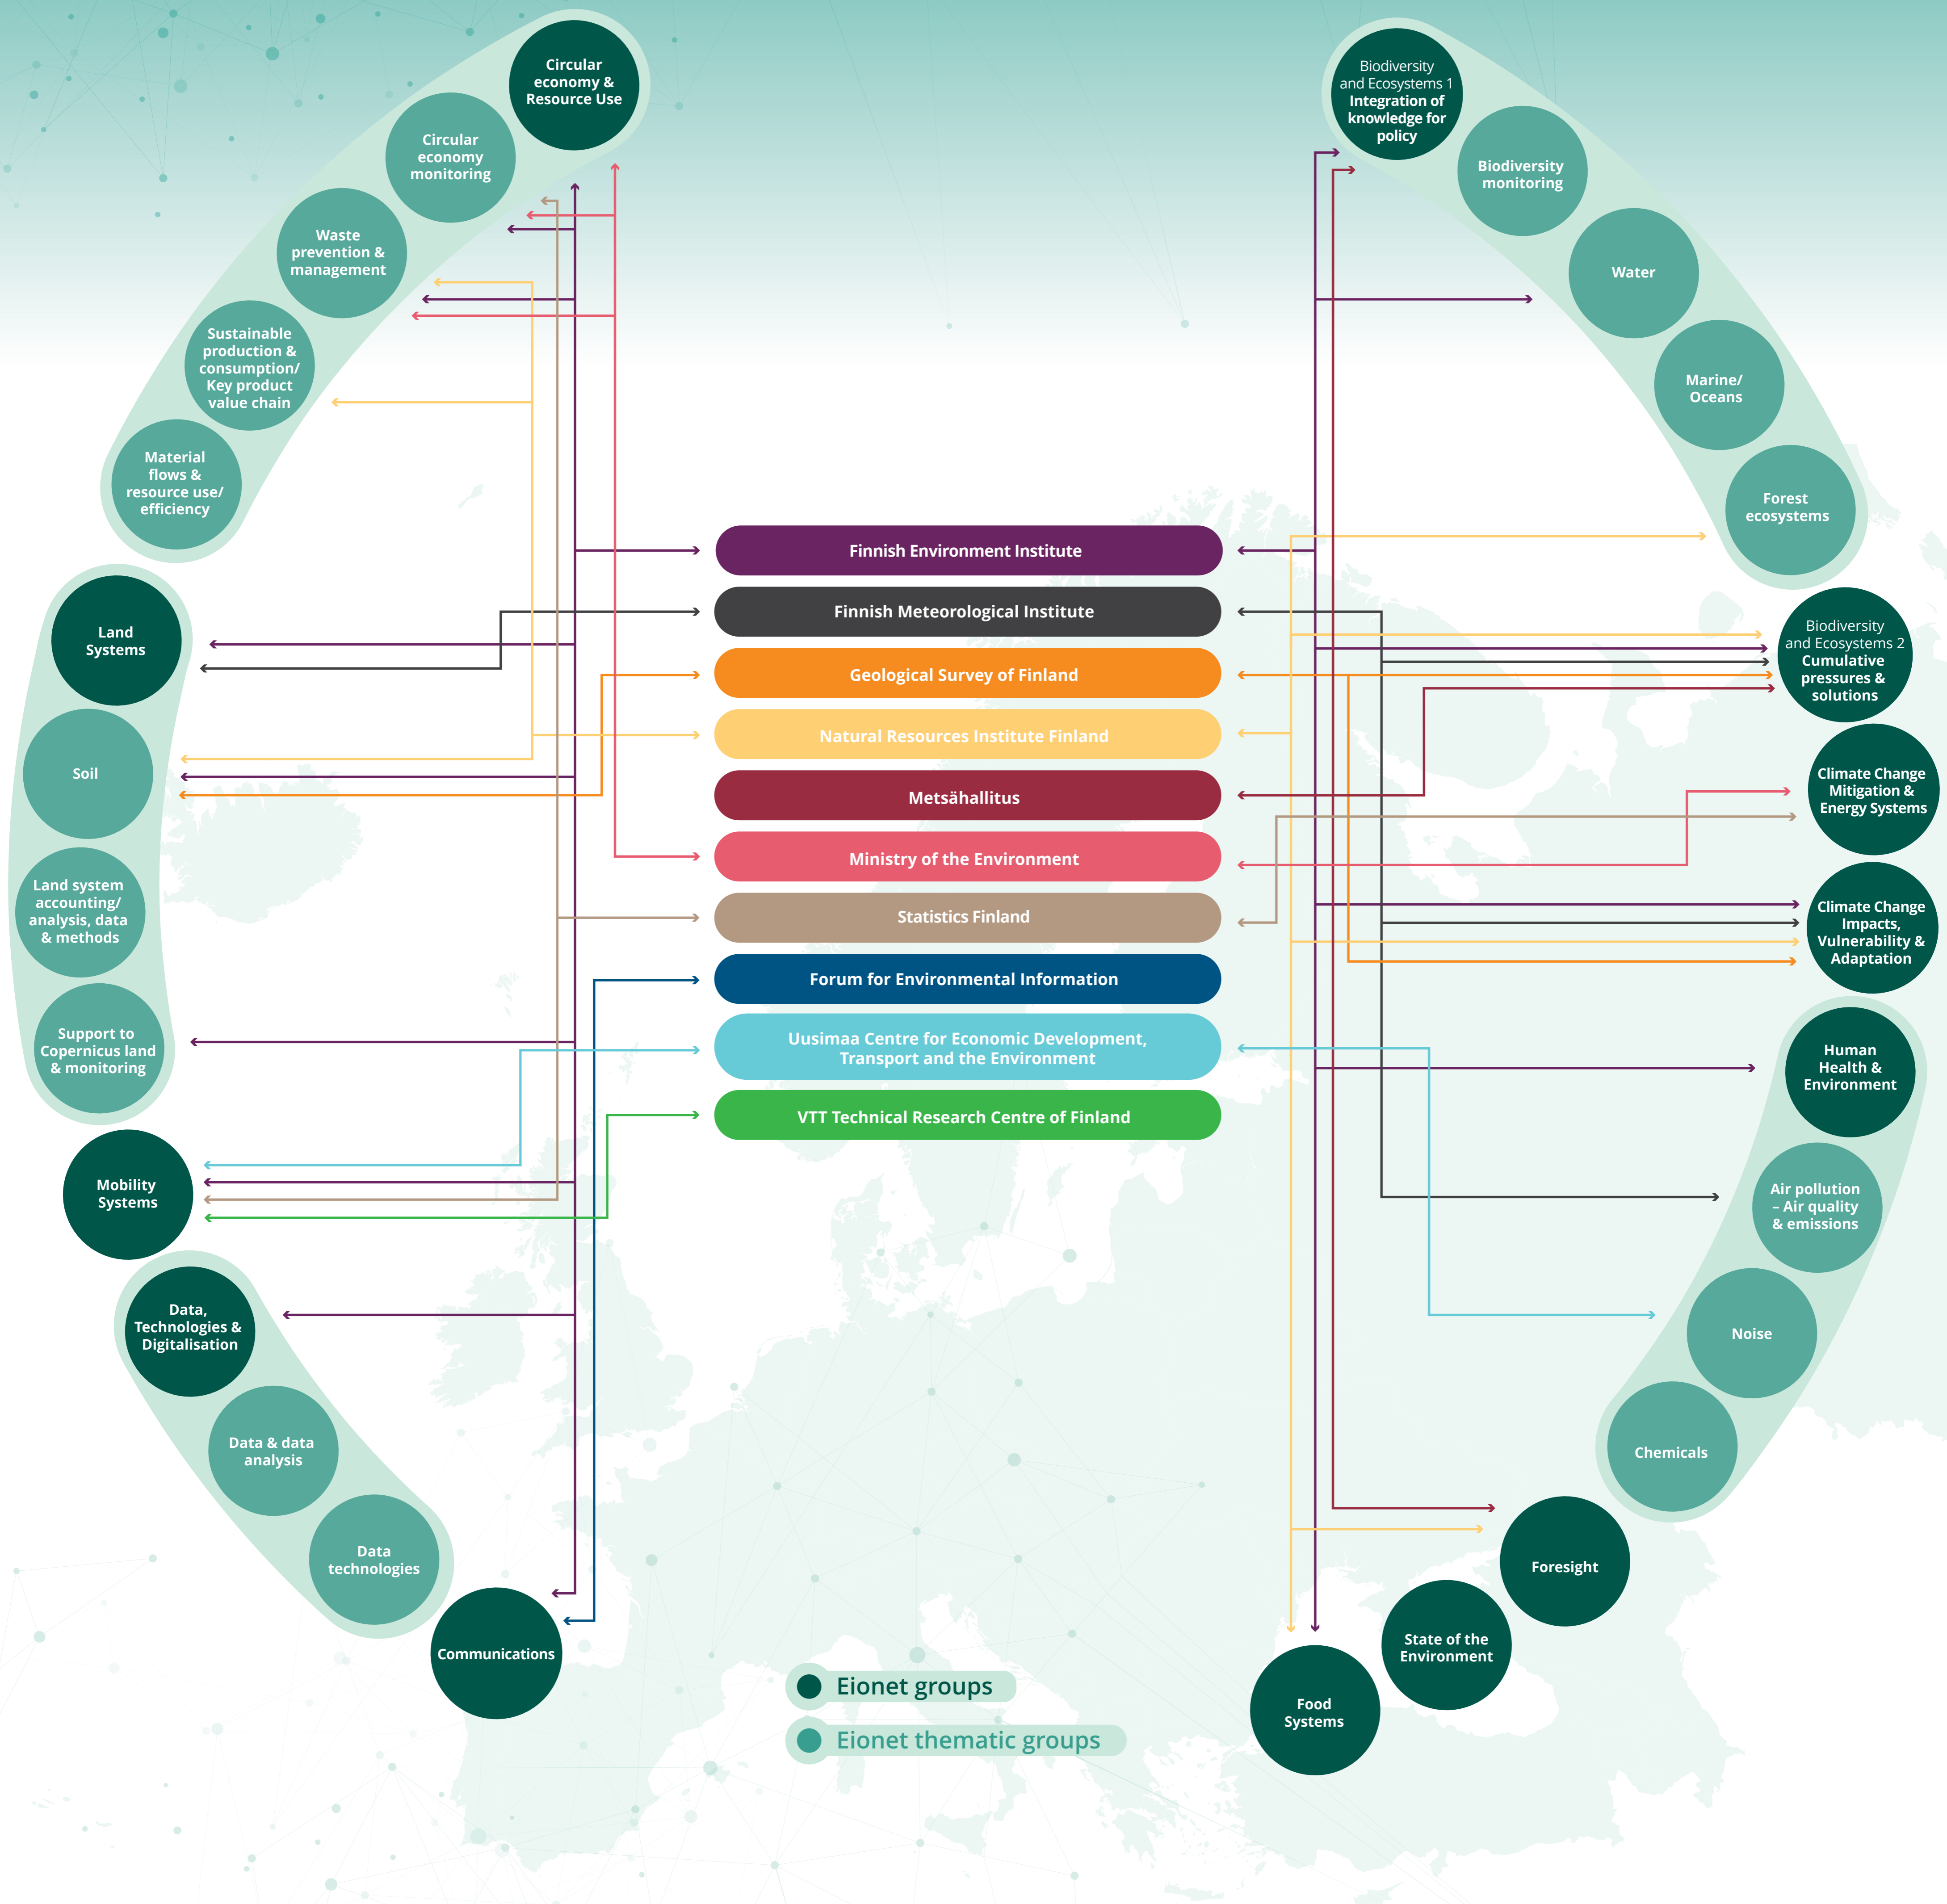 Circular
economy &
Resource Use
Circular
economy
monitoring
Waste
prevention &
management
Sustainable
production &
consumption/
Key product
value chain
Material
flows &
resource use/
efficiency
Land
Systems
Soil
Land system
accounting/
analysis, data
& methods
Support to
Copernicus land
& monitoring
Mobility
Systems
Data,
Technologies &
Digitalisation
Data & data
analysis
Data
technologies
Communications
Finnish Environment Institute
Finnish Meteorological Institute
Geological Survey of Finland
Natural Resources Institute Finland
Metsähallitus
Ministry of the Environment
Statistics Finland
Forum for Environmental Information
Uusimaa Centre for Economic Development,
Transport and the Environment
VTT Technical Research Centre of Finland
Biodiversity
and Ecosystems 1
Integration of
knowledge for
policy
Biodiversity
monitoring
Water
Marine/
Oceans
Forest
ecosystems
Biodiversity
and Ecosystems 2
Cumulative
pressures &
solutions
Climate Change
Mitigation &
Energy Systems
Climate Change
Impacts,
Vulnerability &
Adaptation
Human
Health &
Environment
Air pollution
– Air quality
& emissions
Noise
Chemicals
Foresight
State of the
Environment
Food
Systems
Eionet groups
Eionet thematic groups